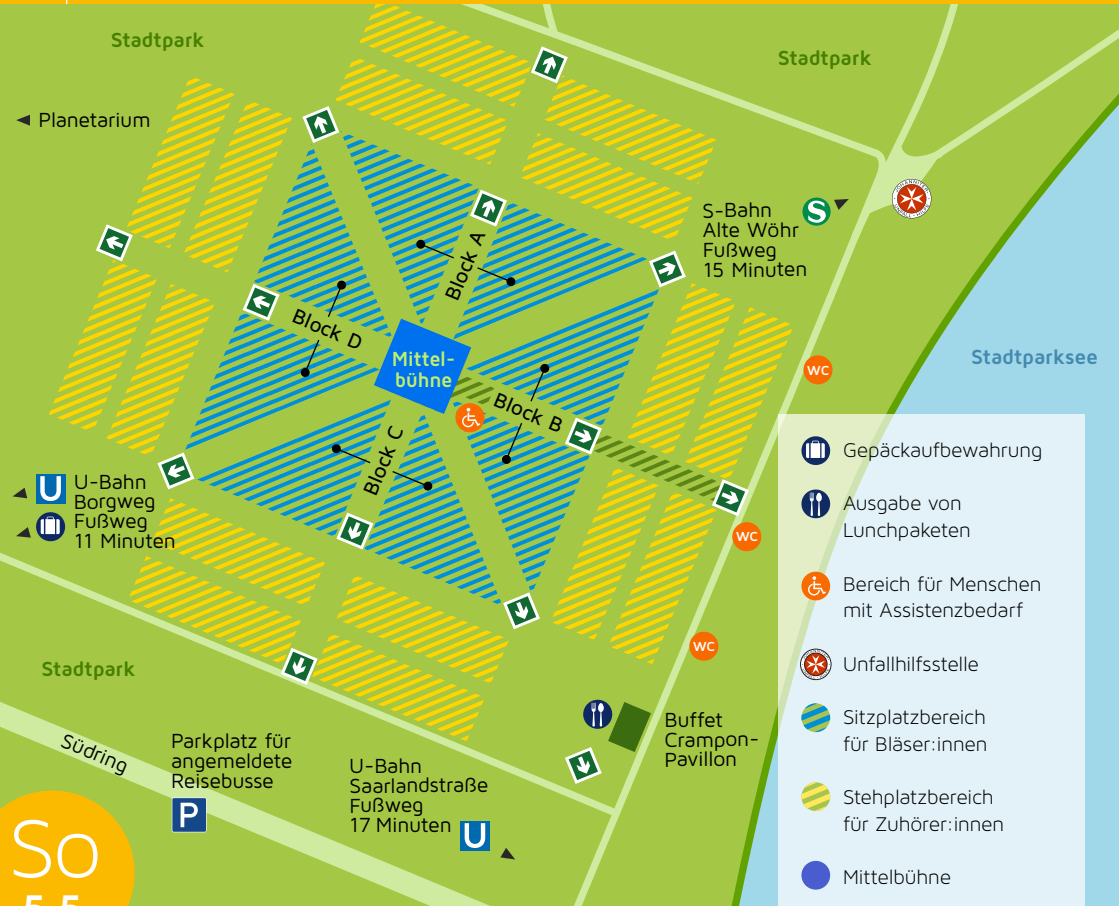 Stadtpark
Stadtpark
Planetarium
S-Bahn
Alte Wöhr
Fußweg
15 Minuten
S
Block A
Block D
Mittel-
bühne
Block B
Block C
WC
Stadtparksee
U
U-Bahn
Borgweg
Fußweg
11 Minuten
WC
WC
Stadtpark
Südring
Parkplatz für
angemeldete
Reisebusse
P
U-Bahn
Saarlandstraße
Fußweg
17 Minuten
U
Buffet
Crampon-
Pavillon
Gepäckaufbewahrung
Ausgabe von
Lunchpaketen
Bereich für Menschen
mit Assistenzbedarf
Unfallhilfsstelle
Sitzplatzbereich
für Bläser:innen
Stehplatzbereich
für Zuhörer:innen
Mittelbühne
So
5.5